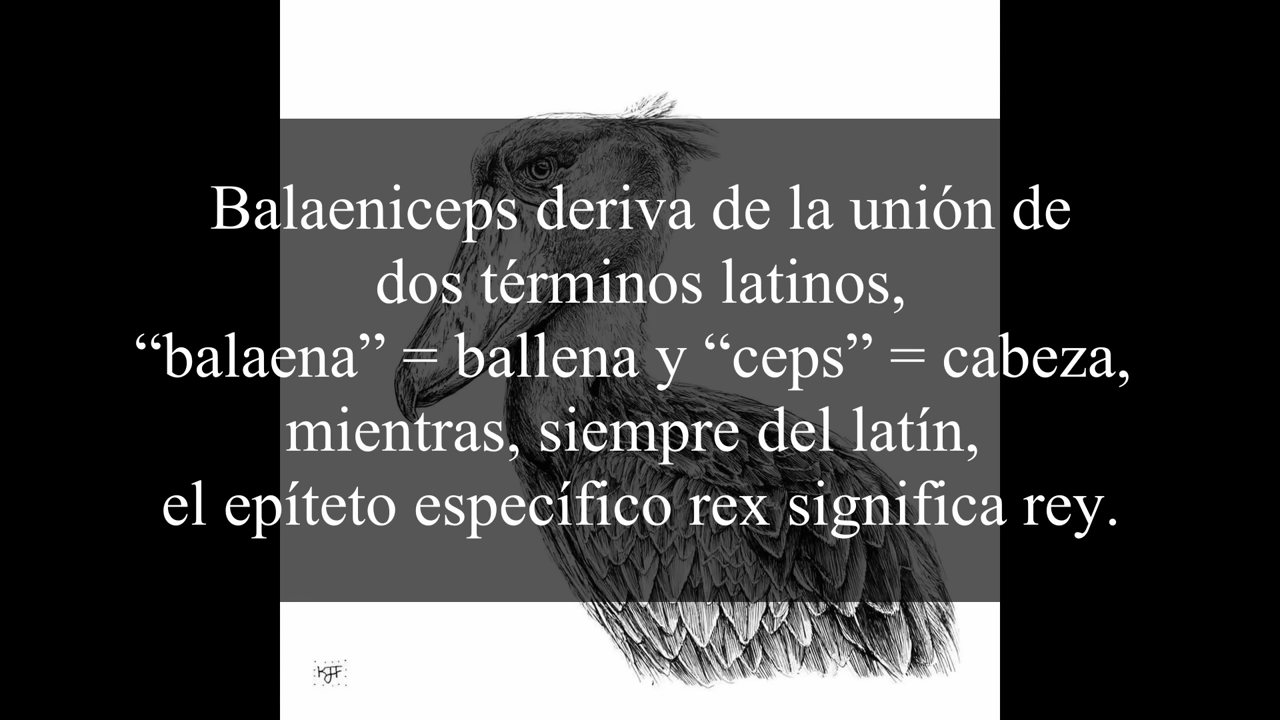 Balaeniceps deriva de la unión de
dos términos latinos,
“balaena” = ballena y “ceps” = cabeza,
mientras, siempre del latín,
el epíteto específico rex significa rey.
KJF